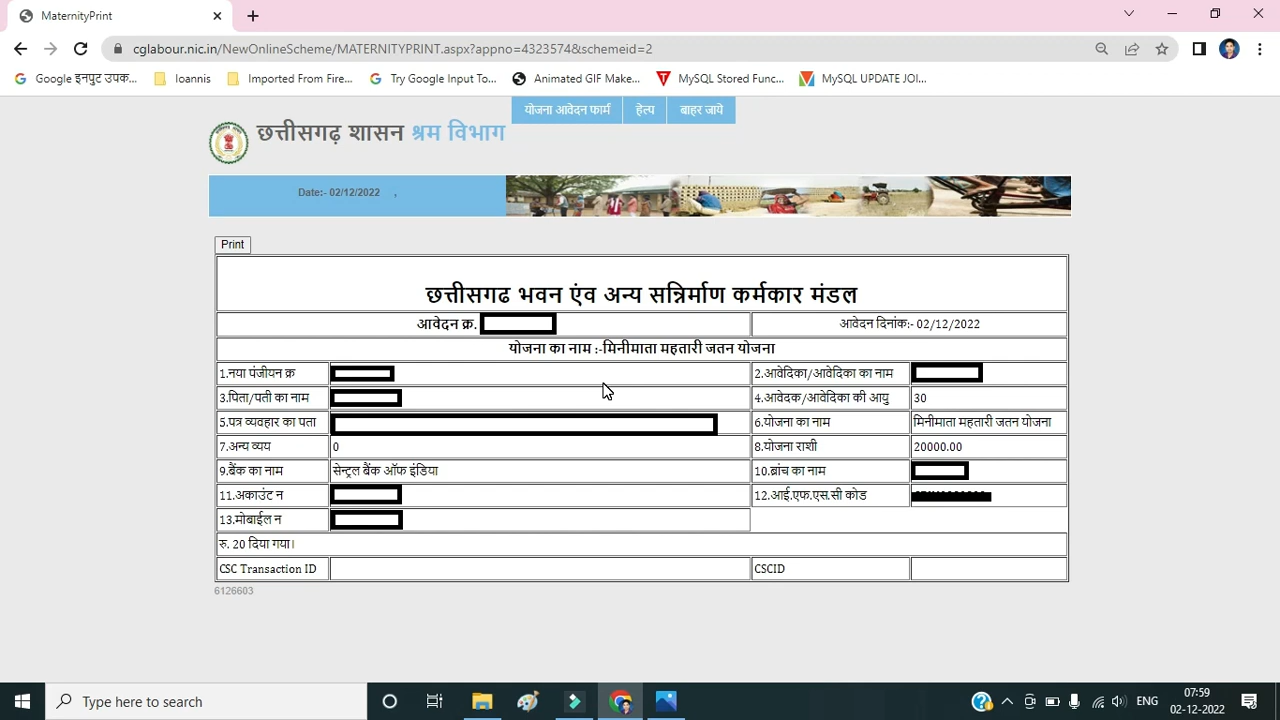 MaternityPrint
cglabour.nic.in/NewOnlineScheme/MATERNITYPRINT.aspx?appno=4323574&schemeid=2
Google इनपुट उपक... Ioannis Imported From Fire... Try Google Input To... Animated GIF Make... MySQL Stored Func... MySQL UPDATE JOI...
योजना आवेदन फार्म हेल्प बाहर जाये
छत्तीसगढ़ शासन श्रम विभाग
Date:- 02/12/2022 ,
Print
छत्तीसगढ भवन एंव अन्य सन्निर्माण कर्मकार मंडल
आवेदन क्र. आवेदन दिनांक:- 02/12/2022
योजना का नाम :-मिनीमाता महतारी जतन योजना
1.नया पंजीयन क्र 2.आवेदिका/आवेदिका का नाम
3.पिता/पती का नाम 4.आवेदक/आवेदिका की आयु 30
5.पत्र व्यवहार का पता 6.योजना का नाम मिनीमाता महतारी जतन योजना
7.अन्य व्यय 0 8.योजना राशी 20000.00
9.बैंक का नाम सेन्ट्रल बैंक ऑफ इंडिया 10.ब्रांच का नाम
11.अकाउंट न 12.आई.एफ.एस.सी कोड
13.मोबाईल न
रु. 20 दिया गया।
CSC Transaction ID CSCID
6126603
Type here to search ENG 07:59
02-12-2022